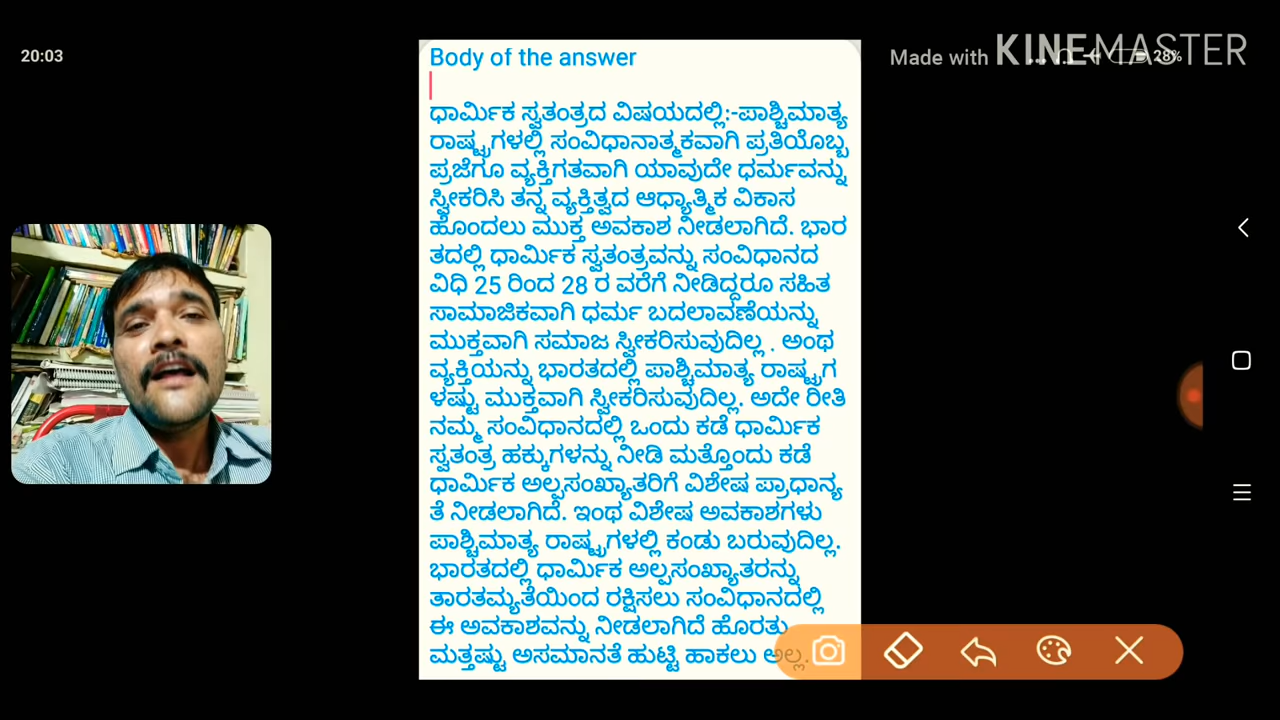 20:03
Made with KINEMASTER
28%
Body of the answer
ಧಾರ್ಮಿಕ ಸ್ವತಂತ್ರದ ವಿಷಯದಲ್ಲಿ:-ಪಾಶ್ಚಿಮಾತ್ಯ
ರಾಷ್ಟ್ರಗಳಲ್ಲಿ ಸಂವಿಧಾನಾತ್ಮಕವಾಗಿ ಪ್ರತಿಯೊಬ್ಬ
ಪ್ರಜೆಗೂ ವ್ಯಕ್ತಿಗತವಾಗಿ ಯಾವುದೇ ಧರ್ಮವನ್ನು
ಸ್ವೀಕರಿಸಿ ತನ್ನ ವ್ಯಕ್ತಿತ್ವದ ಆಧ್ಯಾತ್ಮಿಕ ವಿಕಾಸ
ಹೊಂದಲು ಮುಕ್ತ ಅವಕಾಶ ನೀಡಲಾಗಿದೆ. ಭಾರ
ತದಲ್ಲಿ ಧಾರ್ಮಿಕ ಸ್ವತಂತ್ರವನ್ನು ಸಂವಿಧಾನದ
ವಿಧಿ 25 ರಿಂದ 28 ರ ವರೆಗೆ ನೀಡಿದ್ದರೂ ಸಹಿತ
ಸಾಮಾಜಿಕವಾಗಿ ಧರ್ಮ ಬದಲಾವಣೆಯನ್ನು
ಮುಕ್ತವಾಗಿ ಸಮಾಜ ಸ್ವೀಕರಿಸುವುದಿಲ್ಲ . ಅಂಥ
ವ್ಯಕ್ತಿಯನ್ನು ಭಾರತದಲ್ಲಿ ಪಾಶ್ಚಿಮಾತ್ಯ ರಾಷ್ಟ್ರಗ
ಳಷ್ಟು ಮುಕ್ತವಾಗಿ ಸ್ವೀಕರಿಸುವುದಿಲ್ಲ. ಅದೇ ರೀತಿ
ನಮ್ಮ ಸಂವಿಧಾನದಲ್ಲಿ ಒಂದು ಕಡೆ ಧಾರ್ಮಿಕ
ಸ್ವತಂತ್ರ ಹಕ್ಕುಗಳನ್ನು ನೀಡಿ ಮತ್ತೊಂದು ಕಡೆ
ಧಾರ್ಮಿಕ ಅಲ್ಪಸಂಖ್ಯಾತರಿಗೆ ವಿಶೇಷ ಪ್ರಾಧಾನ್ಯ
ತೆ ನೀಡಲಾಗಿದೆ. ಇಂಥ ವಿಶೇಷ ಅವಕಾಶಗಳು
ಪಾಶ್ಚಿಮಾತ್ಯ ರಾಷ್ಟ್ರಗಳಲ್ಲಿ ಕಂಡು ಬರುವುದಿಲ್ಲ.
ಭಾರತದಲ್ಲಿ ಧಾರ್ಮಿಕ ಅಲ್ಪಸಂಖ್ಯಾತರನ್ನು
ತಾರತಮ್ಯತೆಯಿಂದ ರಕ್ಷಿಸಲು ಸಂವಿಧಾನದಲ್ಲಿ
ಈ ಅವಕಾಶವನ್ನು ನೀಡಲಾಗಿದೆ ಹೊರತು
ಮತ್ತಷ್ಟು ಅಸಮಾನತೆ ಹುಟ್ಟಿ ಹಾಕಲು ಅಲ್ಲ.